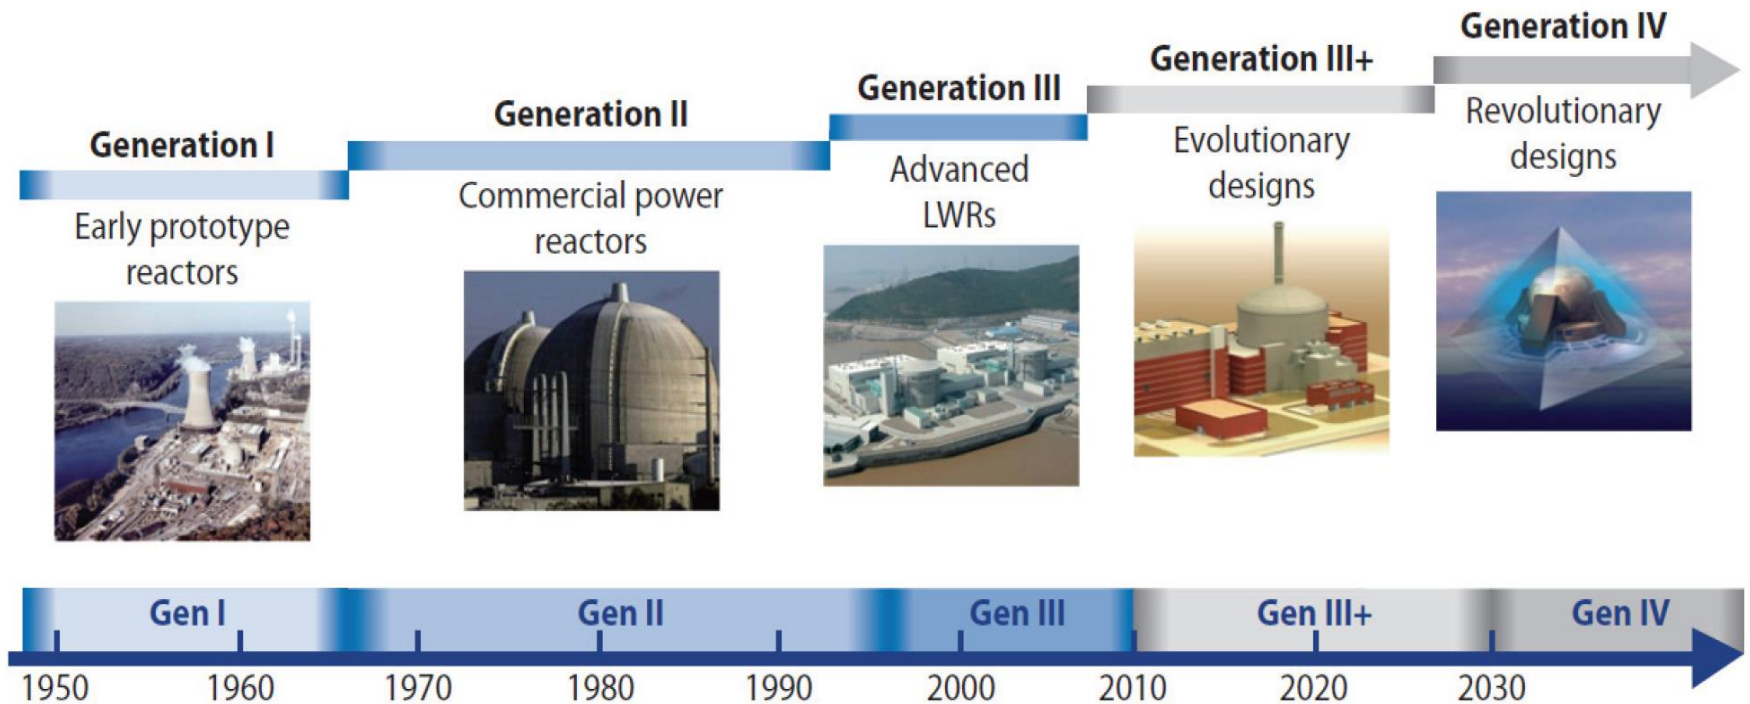 Generation I
Early prototype
reactors
Generation II
Commercial power
reactors
Generation III
Advanced
LWRs
Generation III+
Evolutionary
designs
Generation IV
Revolutionary
designs
Gen I
Gen II
Gen III
Gen III+
Gen IV
1950
1960
1970
1980
1990
2000
2010
2020
2030